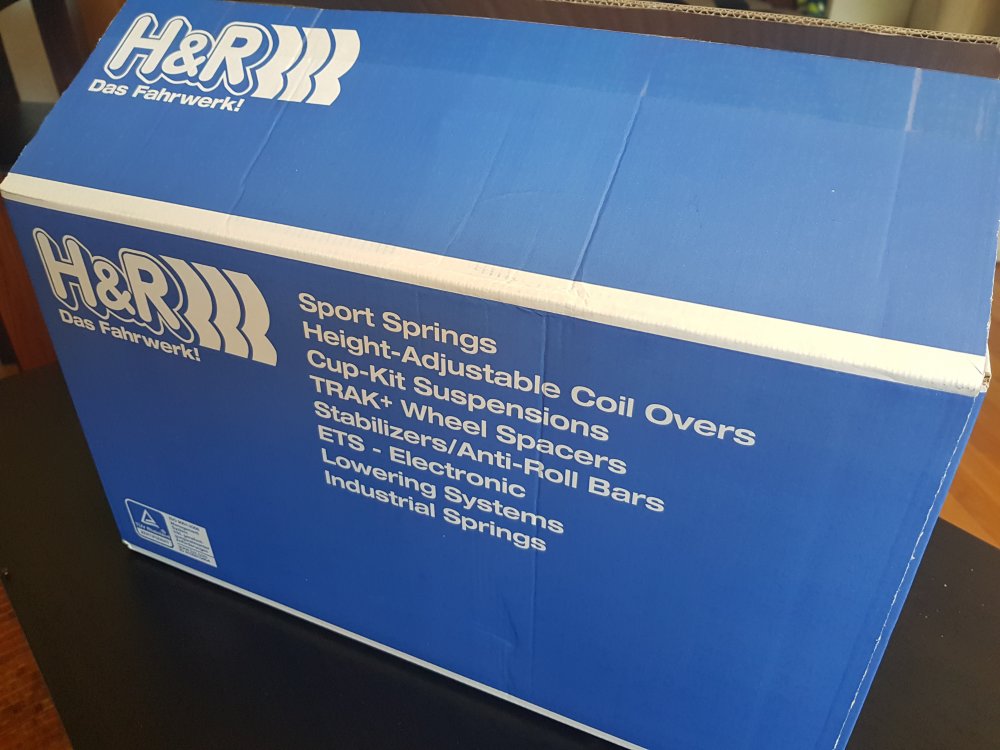 H&R
Das Fahrwerk!
H&R
Das Fahrwerk!
Sport Springs
Height-Adjustable Coil Overs
Cup-Kit Suspensions
TRAK+ Wheel Spacers
Stabilizers/Anti-Roll Bars
ETS - Electronic
Lowering Systems
Industrial Springs